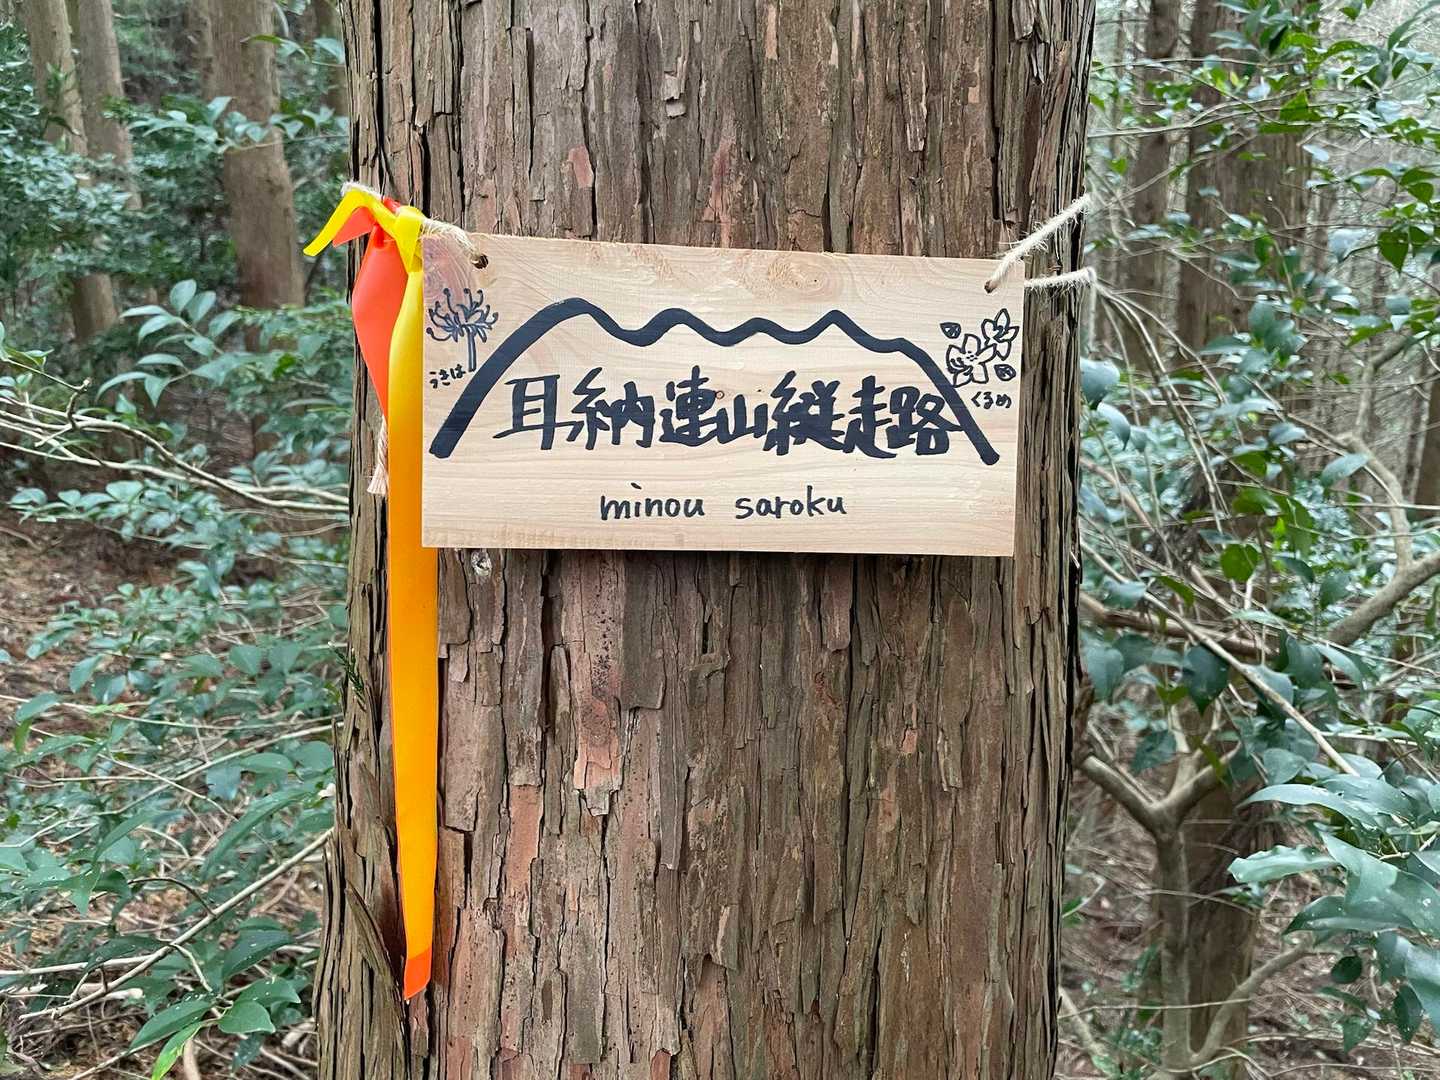 うきは
くるめ
耳納連山縦走路
minou saroku